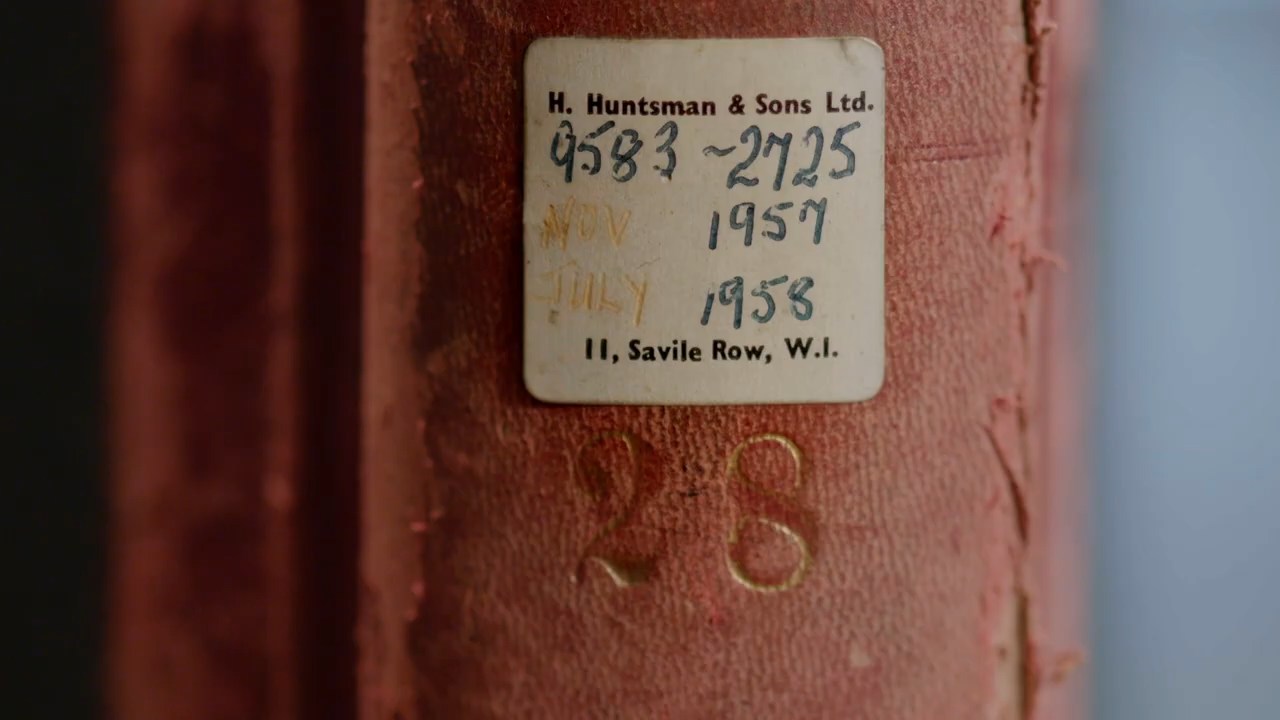 H. Huntsman & Sons Ltd.
9583 ~2725
NOV 1957
JULY 1958
11, Savile Row, W.1.
28